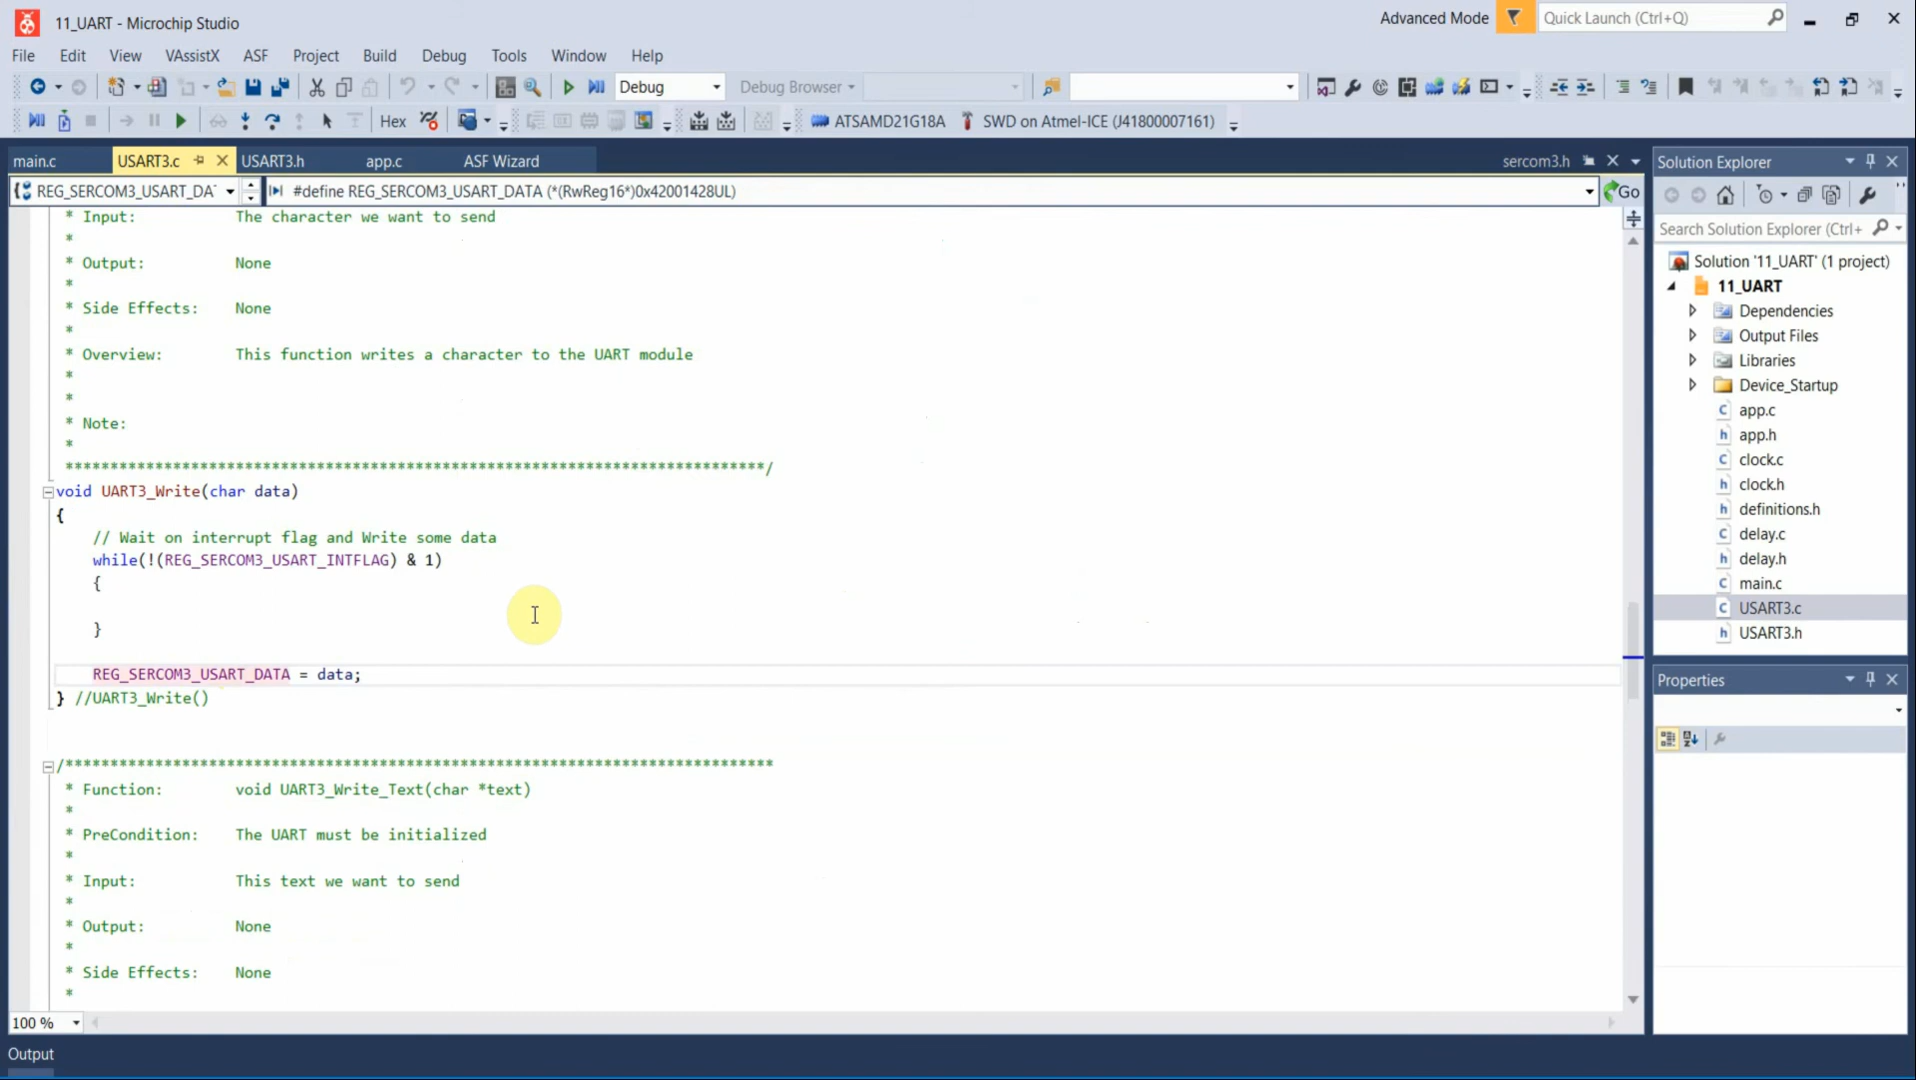 11_UART - Microchip Studio
Advanced Mode
Quick Launch (Ctrl+Q)
File Edit View VAssistX ASF Project Build Debug Tools Window Help
Debug
Debug Browser
Hex
ATSAMD21G18A
SWD on Atmel-ICE (J41800007161)
main.c
USART3.c
USART3.h
app.c
ASF Wizard
sercom3.h
REG_SERCOM3_USART_DA
#define REG_SERCOM3_USART_DATA (*(RwReg16*)0x42001428UL)
Go
* Input:        The character we want to send
*
* Output:       None
*
* Side Effects: None
*
* Overview:     This function writes a character to the UART module
*
*
* Note:
*
******************************************************************************/
void UART3_Write(char data)
{
// Wait on interrupt flag and Write some data
while(!(REG_SERCOM3_USART_INTFLAG) & 1)
{
}
REG_SERCOM3_USART_DATA = data;
} //UART3_Write()
/*******************************************************************************
* Function:     void UART3_Write_Text(char *text)
*
* PreCondition: The UART must be initialized
*
* Input:        This text we want to send
*
* Output:       None
*
* Side Effects: None
*
100 %
Output
Solution Explorer
Search Solution Explorer (Ctrl+
Solution '11_UART' (1 project)
11_UART
Dependencies
Output Files
Libraries
Device_Startup
app.c
app.h
clock.c
clock.h
definitions.h
delay.c
delay.h
main.c
USART3.c
USART3.h
Properties